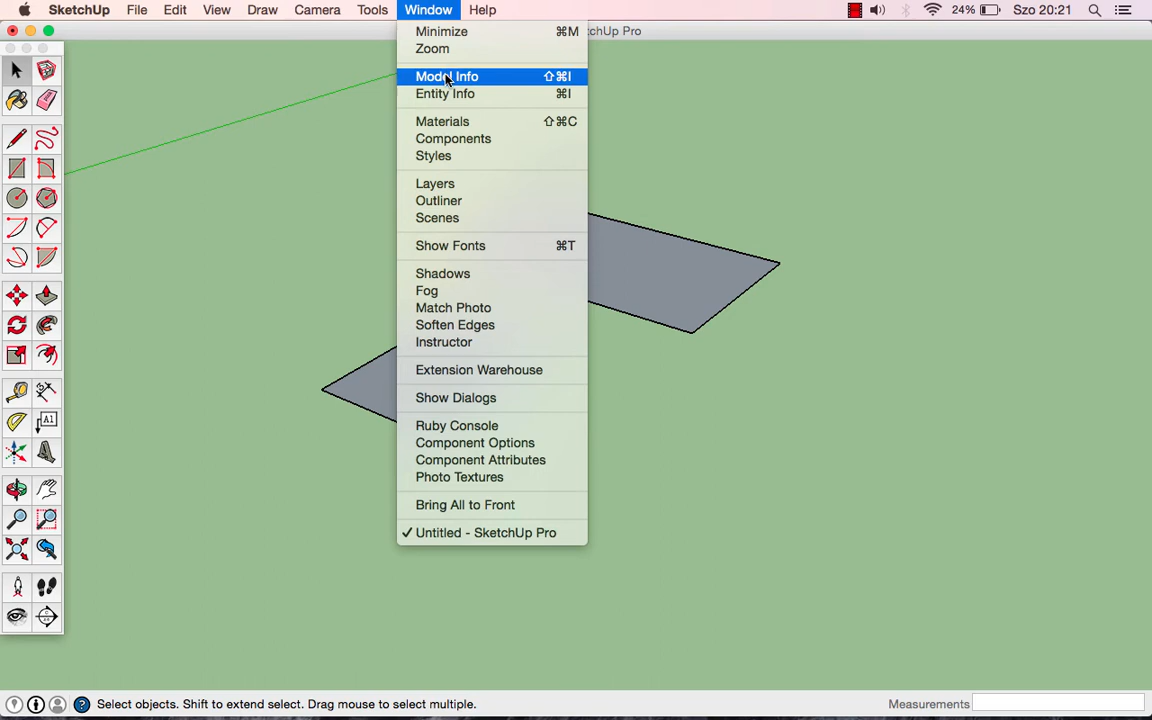 SketchUp File Edit View Draw Camera Tools Window Help 24% Szo 20:21
tchUp Pro
Minimize ⌘M
Zoom
Model Info ⇧⌘I
Entity Info ⌘I
Materials ⇧⌘C
Components
Styles
Layers
Outliner
Scenes
Show Fonts ⌘T
Shadows
Fog
Match Photo
Soften Edges
Instructor
Extension Warehouse
Show Dialogs
Ruby Console
Component Options
Component Attributes
Photo Textures
Bring All to Front
✓ Untitled - SketchUp Pro
A1
Select objects. Shift to extend select. Drag mouse to select multiple. Measurements